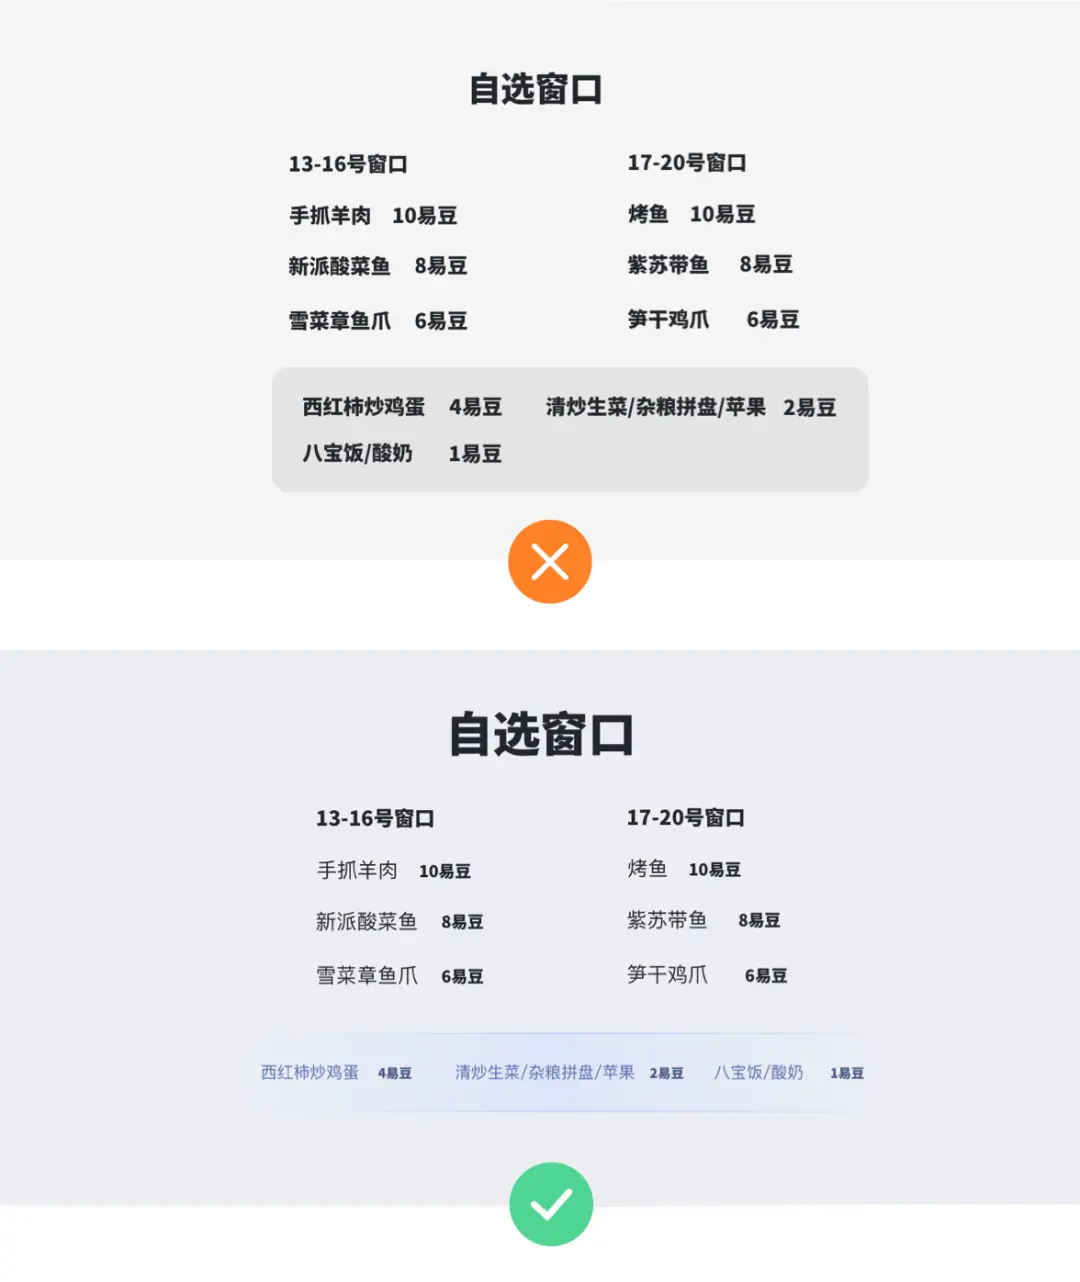 自选窗口
13-16号窗口
手抓羊肉 10易豆
新派酸菜鱼 8易豆
雪菜章鱼爪 6易豆
17-20号窗口
烤鱼 10易豆
紫苏带鱼 8易豆
笋干鸡爪 6易豆
西红柿炒鸡蛋 4易豆 清炒生菜/杂粮拼盘/苹果 2易豆
八宝饭/酸奶 1易豆
自选窗口
13-16号窗口
手抓羊肉 10易豆
新派酸菜鱼 8易豆
雪菜章鱼爪 6易豆
17-20号窗口
烤鱼 10易豆
紫苏带鱼 8易豆
笋干鸡爪 6易豆
西红柿炒鸡蛋 4易豆 清炒生菜/杂粮拼盘/苹果 2易豆 八宝饭/酸奶 1易豆